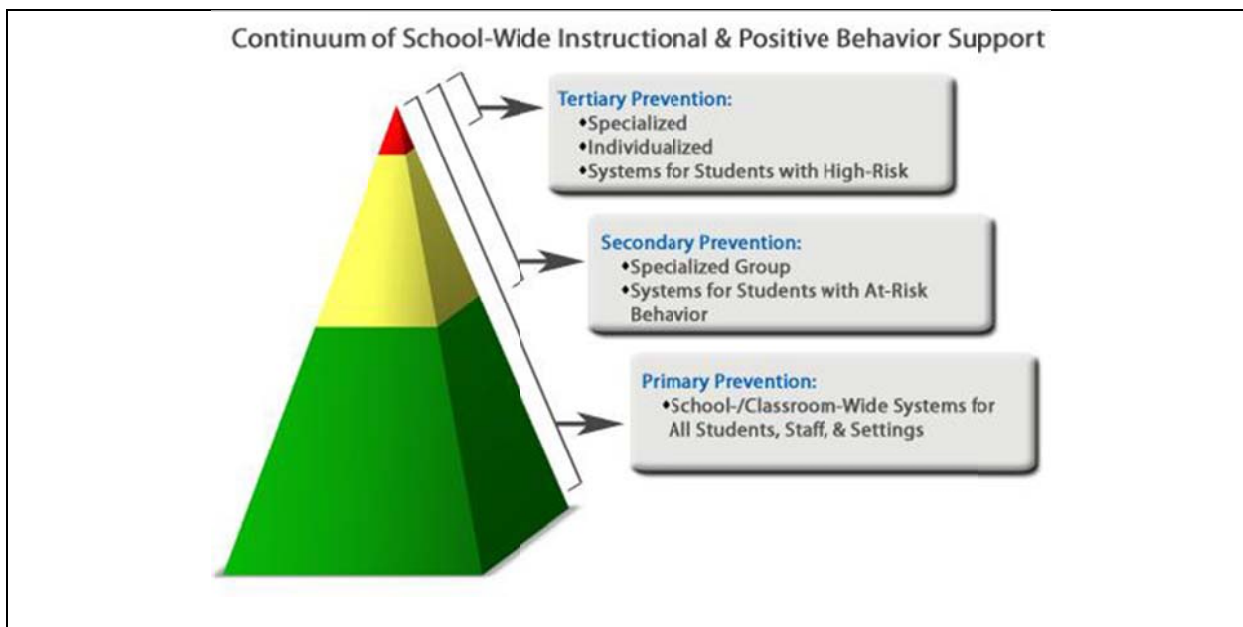 Continuum of School-Wide Instructional & Positive Behavior Support
Tertiary Prevention:
♦Specialized
♦Individualized
♦Systems for Students with High-Risk
Secondary Prevention:
♦Specialized Group
♦Systems for Students with At-Risk
Behavior
Primary Prevention:
♦School-/Classroom-Wide Systems for
All Students, Staff, & Settings